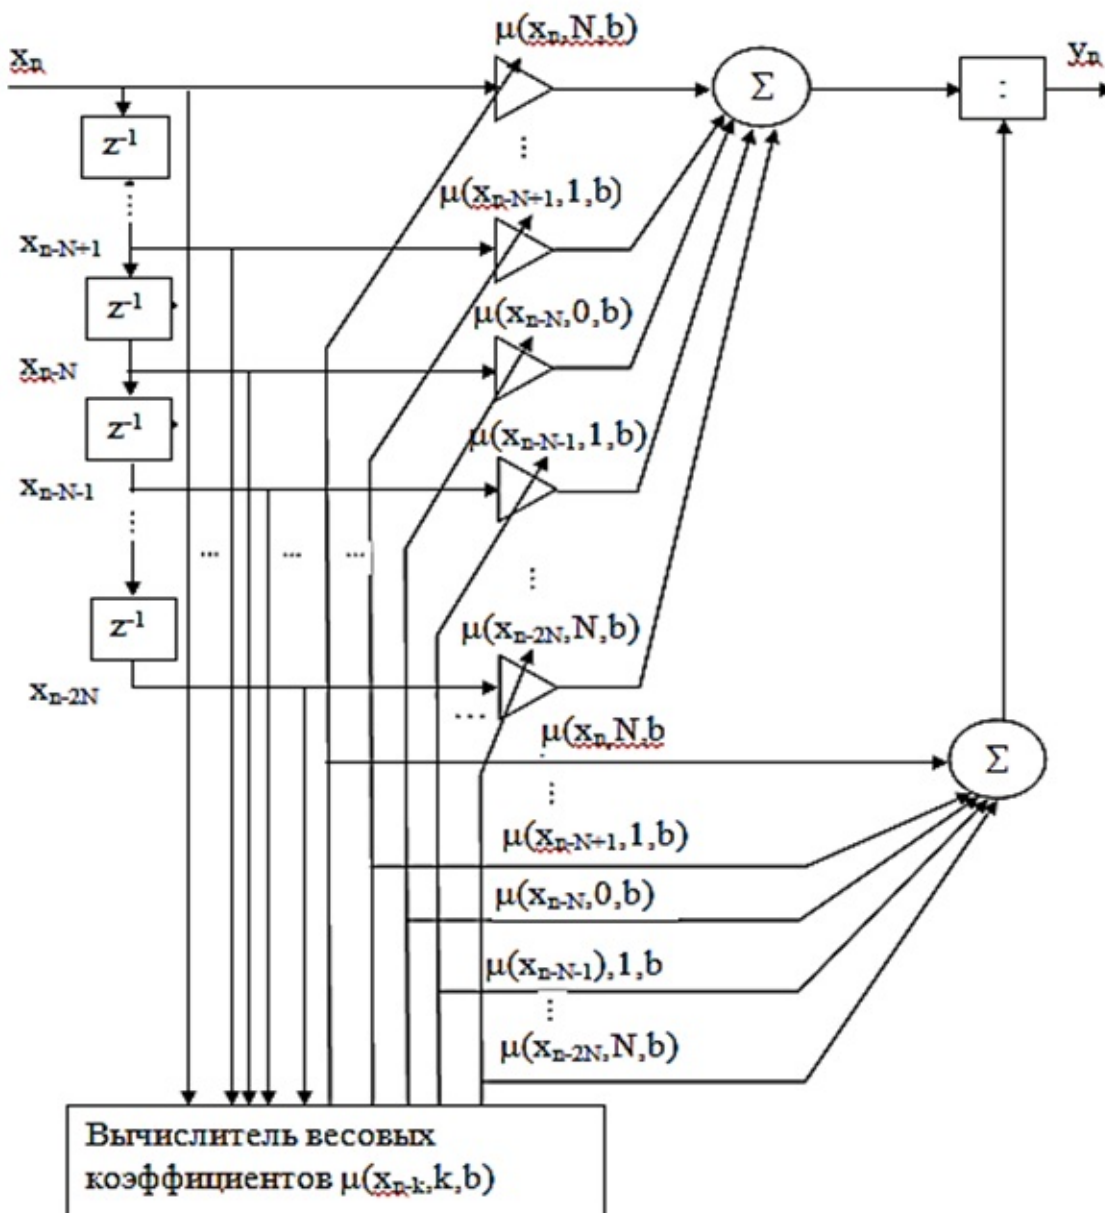 μ(xₙ,N,b)
xₙ
Σ
:
yₙ
z⁻¹
⋮
⋮
μ(xₙ₋N₊₁,1,b)
xₙ₋N₊₁
z⁻¹
μ(xₙ₋N,0,b)
xₙ₋N
z⁻¹
μ(xₙ₋N₋₁,1,b)
xₙ₋N₋₁
⋮
... ... ...
⋮
z⁻¹
μ(xₙ₋₂N,N,b)
xₙ₋₂N
...
μ(xₙ,N,b
Σ
⋮
μ(xₙ₋N₊₁,1,b)
μ(xₙ₋N,0,b)
μ(xₙ₋N₋₁),1,b
⋮
μ(xₙ₋₂N,N,b)
Вычислитель весовых
коэффициентов μ(xₙ₋ₖ,k,b)